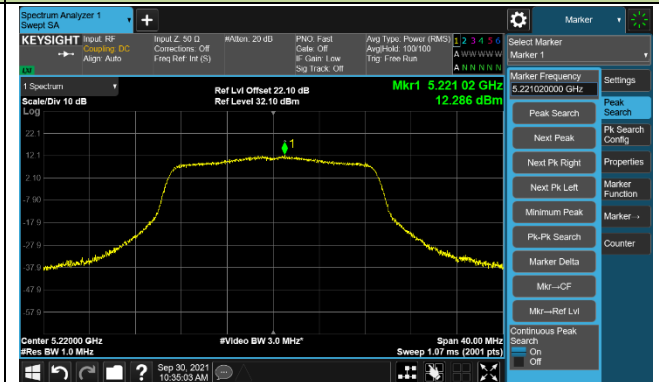 Spectrum Analyzer 1
Swept SA
+
Marker
KEYSIGHT
Input: RF
Coupling: DC
Align: Auto
Input Z: 50 Ω
Corrections: Off
Freq Ref: Int (S)
#Atten: 20 dB
PNO: Fast
Gate: Off
IF Gain: Low
Sig Track: Off
Avg Type: Power (RMS)
Avg|Hold: 100/100
Trig: Free Run
1 2 3 4 5 6
A W W W W W
A N N N N N
LV
Select Marker
Marker 1
1 Spectrum
Scale/Div 10 dB
Log
Ref Lvl Offset 22.10 dB
Ref Level 32.10 dBm
Mkr1 5.221 02 GHz
12.286 dBm
22.1
12.1
2.10
-7.90
-17.9
-27.9
-37.9
-47.9
-57.9
1
Center 5.22000 GHz
#Res BW 1.0 MHz
#Video BW 3.0 MHz*
Span 40.00 MHz
Sweep 1.07 ms (2001 pts)
Marker Frequency
5.221020000 GHz
Peak Search
Next Peak
Next Pk Right
Next Pk Left
Minimum Peak
Pk-Pk Search
Marker Delta
Mkr→CF
Mkr→Ref Lvl
Continuous Peak
Search
On
Off
Settings
Peak
Search
Pk Search
Config
Properties
Marker
Function
Marker→
Counter
?
Sep 30, 2021
10:35:03 AM